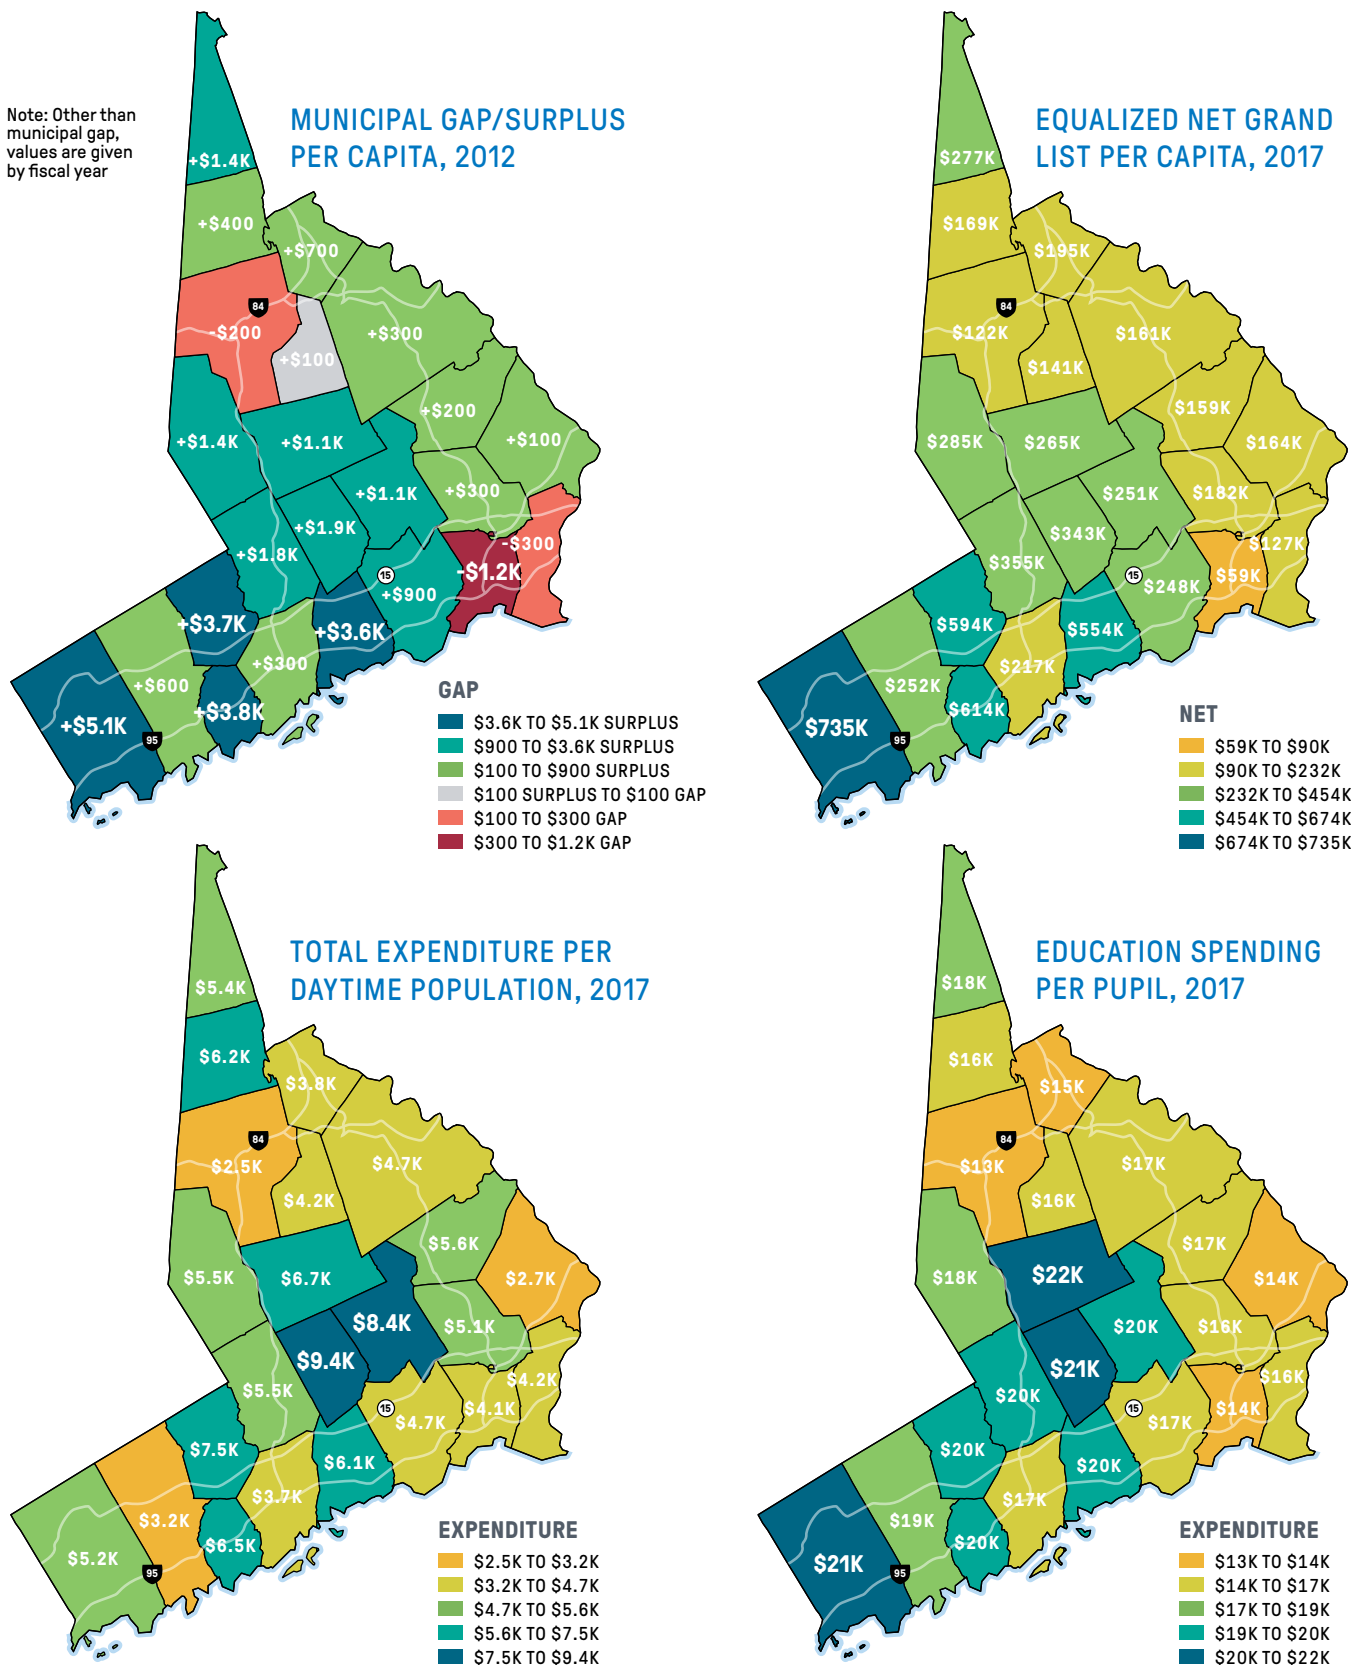 Note: Other than
municipal gap,
values are given
by fiscal year
MUNICIPAL GAP/SURPLUS
PER CAPITA, 2012
+$1.4K
+$400
+$700
84
-$200
+$100
+$300
+$200
+$100
+$1.4K
+$1.1K
+$1.1K
+$300
+$1.9K
+$1.8K
-$300
-$1.2K
15
+$900
+$3.7K
+$3.6K
+$300
+$600
+$3.8K
+$5.1K
95
GAP
$3.6K TO $5.1K SURPLUS
$900 TO $3.6K SURPLUS
$100 TO $900 SURPLUS
$100 SURPLUS TO $100 GAP
$100 TO $300 GAP
$300 TO $1.2K GAP
EQUALIZED NET GRAND
LIST PER CAPITA, 2017
$277K
$169K
$195K
84
$122K
$141K
$161K
$159K
$164K
$285K
$265K
$251K
$182K
$343K
$355K
$127K
$59K
15
$248K
$594K
$554K
$217K
$252K
$614K
$735K
95
NET
$59K TO $90K
$90K TO $232K
$232K TO $454K
$454K TO $674K
$674K TO $735K
TOTAL EXPENDITURE PER
DAYTIME POPULATION, 2017
$5.4K
$6.2K
$3.8K
84
$2.5K
$4.2K
$4.7K
$5.6K
$2.7K
$5.5K
$6.7K
$8.4K
$5.1K
$9.4K
$5.5K
$4.2K
$4.1K
15
$4.7K
$7.5K
$6.1K
$3.7K
$3.2K
$6.5K
$5.2K
95
EXPENDITURE
$2.5K TO $3.2K
$3.2K TO $4.7K
$4.7K TO $5.6K
$5.6K TO $7.5K
$7.5K TO $9.4K
EDUCATION SPENDING
PER PUPIL, 2017
$18K
$16K
$15K
84
$13K
$16K
$17K
$17K
$14K
$18K
$22K
$20K
$16K
$21K
$20K
$16K
$14K
15
$17K
$20K
$20K
$17K
$19K
$20K
$21K
95
EXPENDITURE
$13K TO $14K
$14K TO $17K
$17K TO $19K
$19K TO $20K
$20K TO $22K